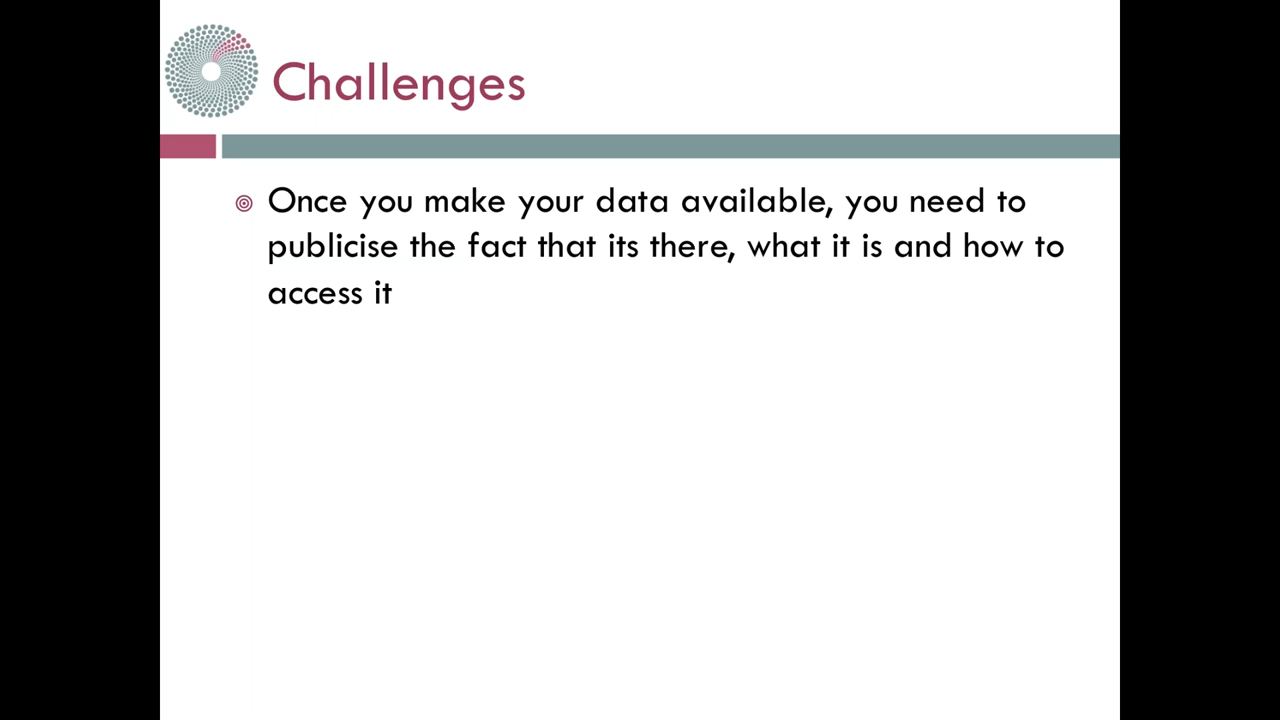 Challenges
Once you make your data available, you need to
publicise the fact that its there, what it is and how to
access it